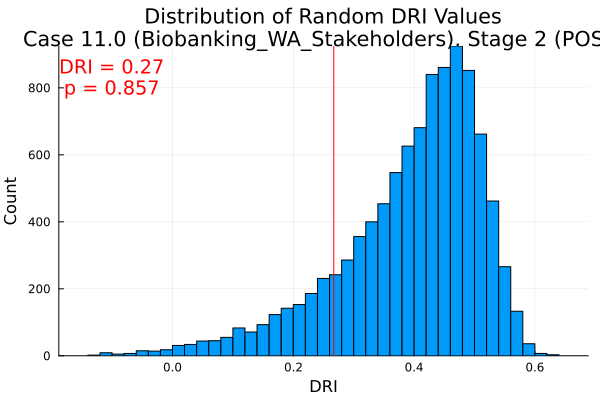 Distribution of Random DRI Values
Case 11.0 (Biobanking_WA_Stakeholders), Stage 2 (POS
DRI = 0.27
p = 0.857
800
600
400
200
0
Count
0.0 0.2 0.4 0.6
DRI